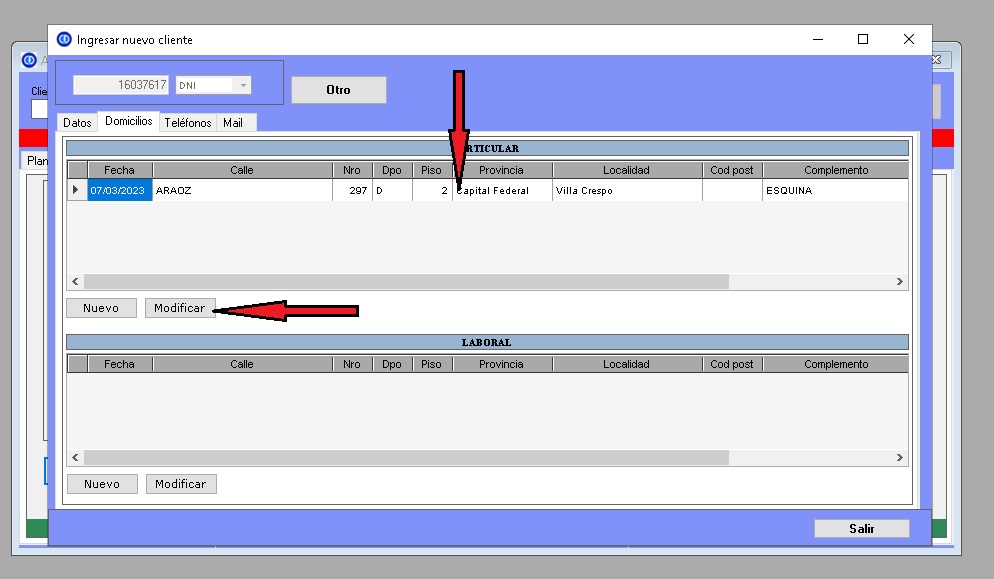 Ingresar nuevo cliente
Clie
16037617 DNI
Otro
Datos Domicilios Teléfonos Mail
Plan
Fecha Calle Nro Dpo Piso Provincia Localidad Cod post Complemento
07/03/2023 ARAOZ 297 D 2 Capital Federal Villa Crespo ESQUINA
Nuevo Modificar
LABORAL
Fecha Calle Nro Dpo Piso Provincia Localidad Cod post Complemento
Nuevo Modificar
Salir